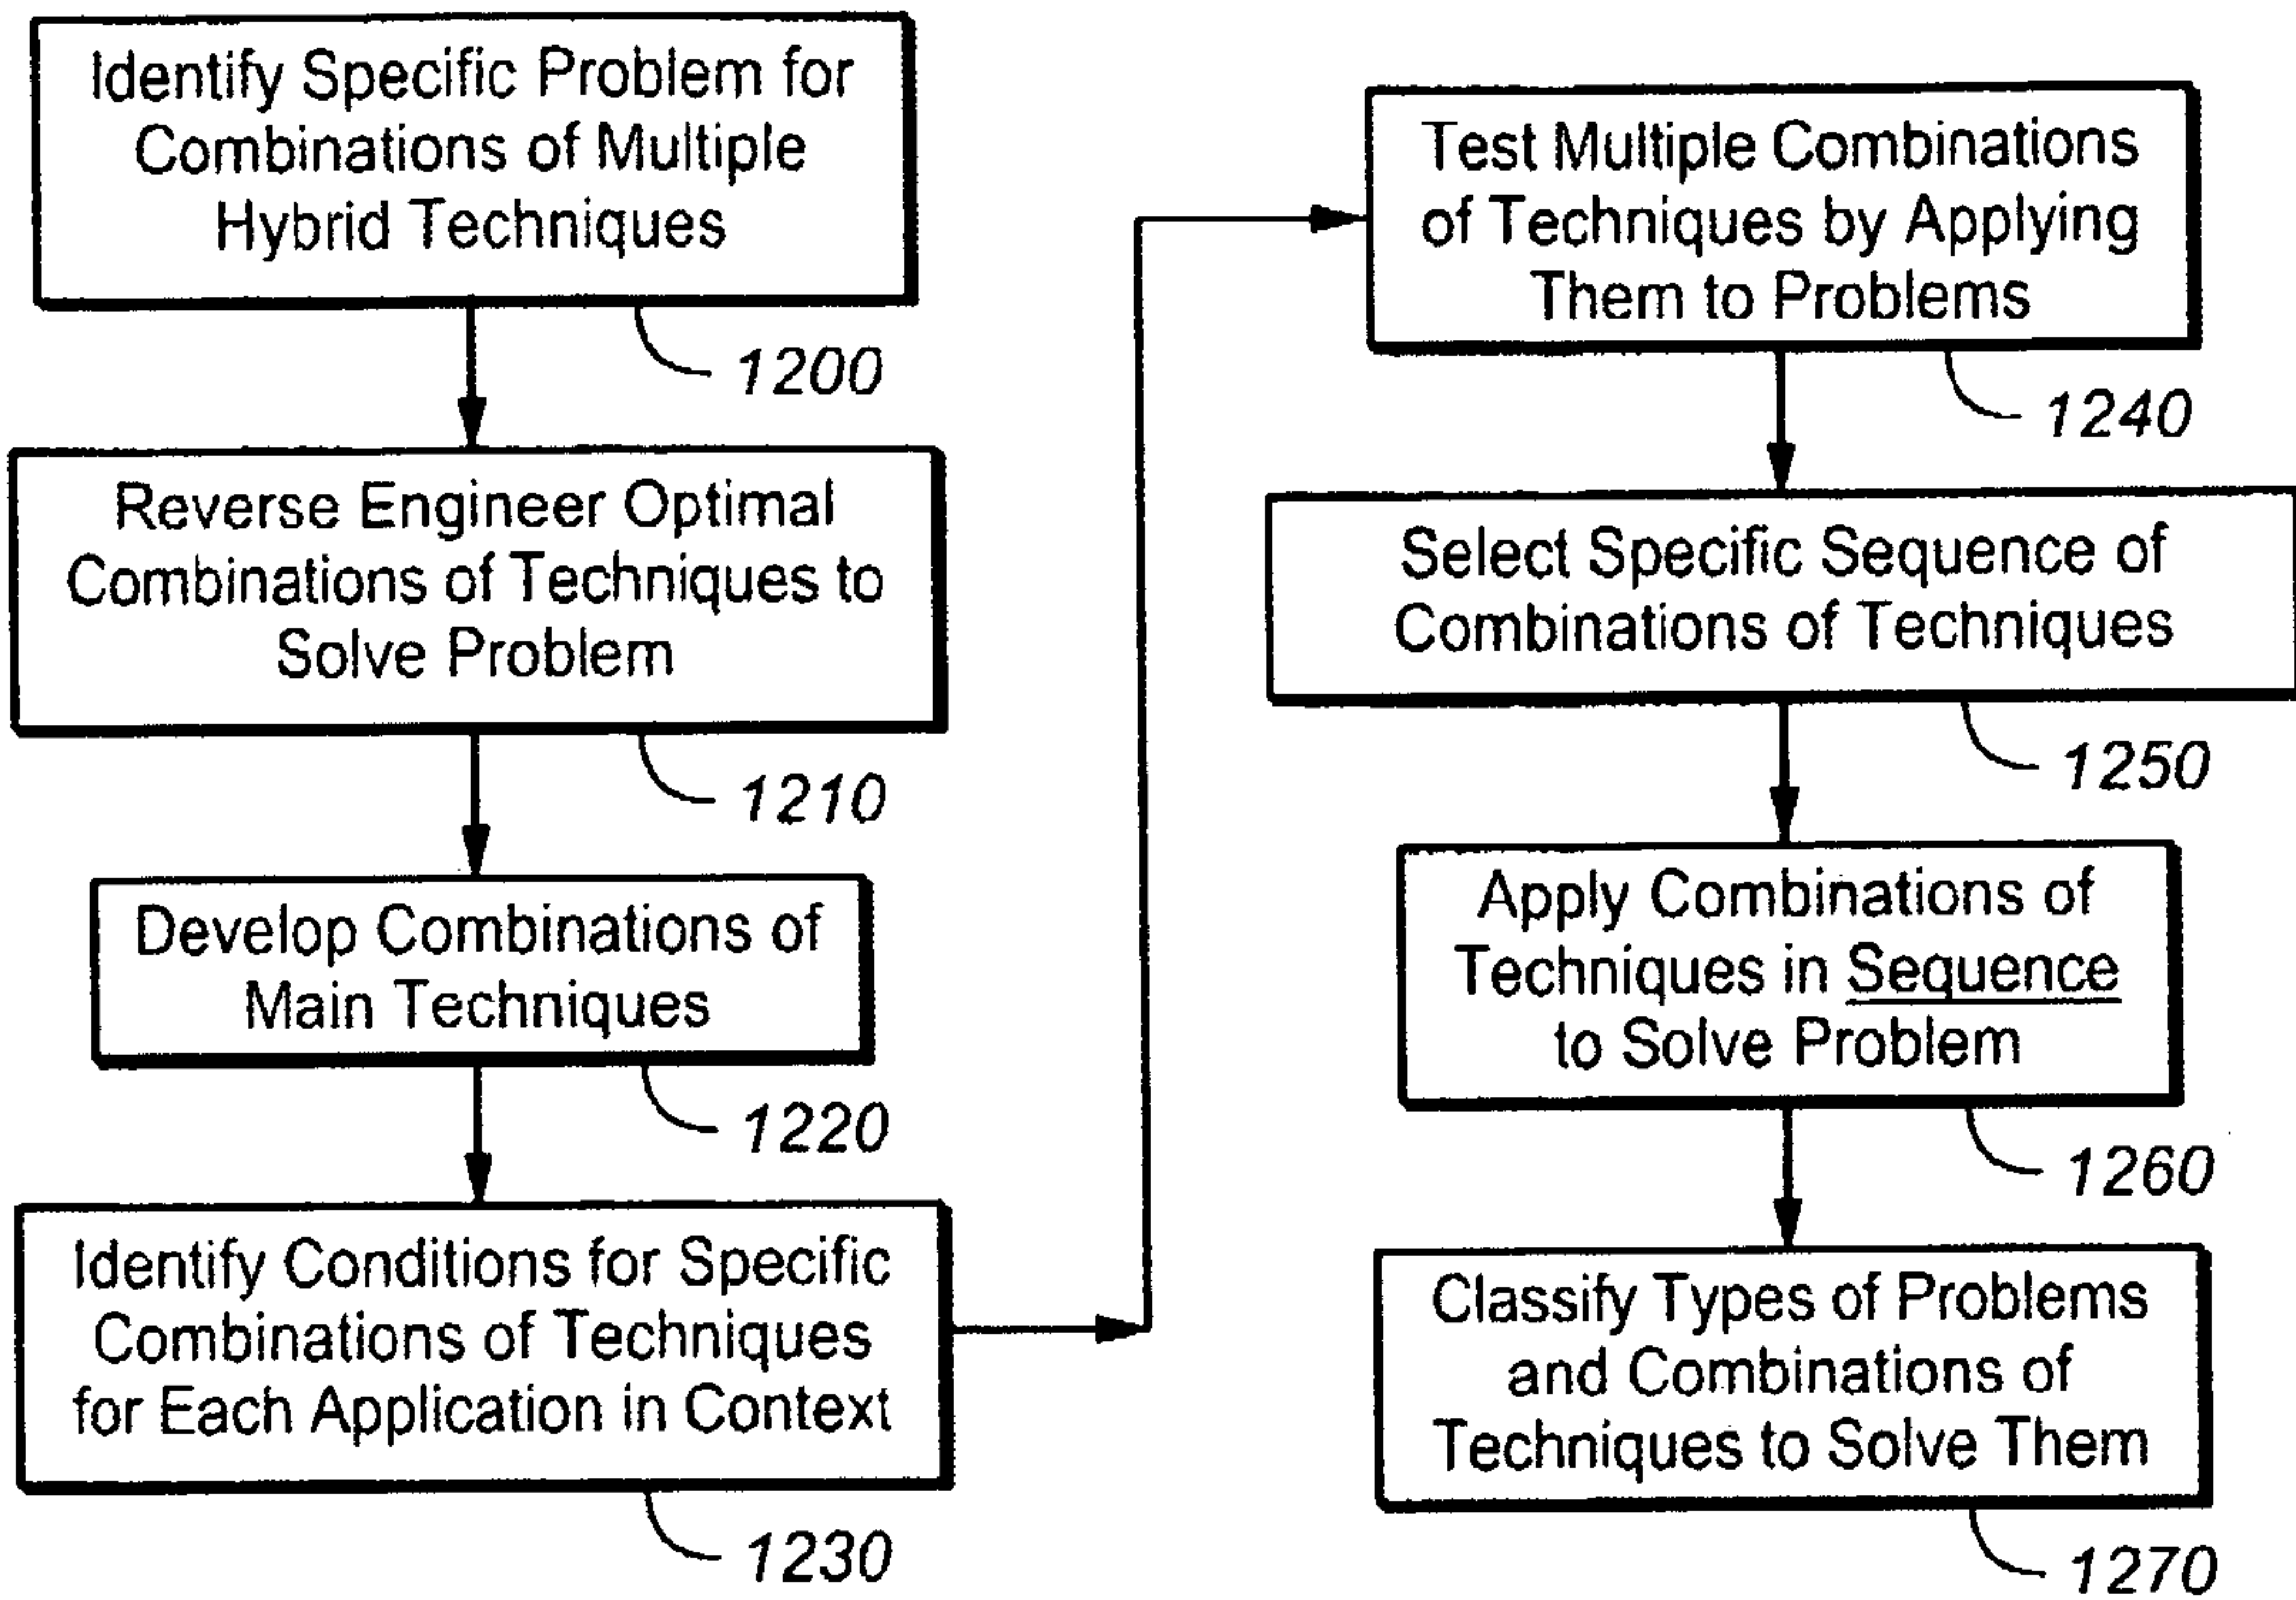 Identify Specific Problem for
Combinations of Multiple
Hybrid Techniques
1200
Reverse Engineer Optimal
Combinations of Techniques to
Solve Problem
1210
Develop Combinations of
Main Techniques
1220
Identify Conditions for Specific
Combinations of Techniques
for Each Application in Context
1230
Test Multiple Combinations
of Techniques by Applying
Them to Problems
1240
Select Specific Sequence of
Combinations of Techniques
1250
Apply Combinations of
Techniques in Sequence
to Solve Problem
1260
Classify Types of Problems
and Combinations of
Techniques to Solve Them
1270